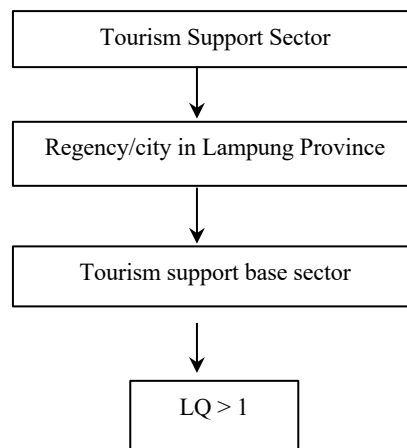 Tourism Support Sector
Regency/city in Lampung Province
Tourism support base sector
LQ > 1